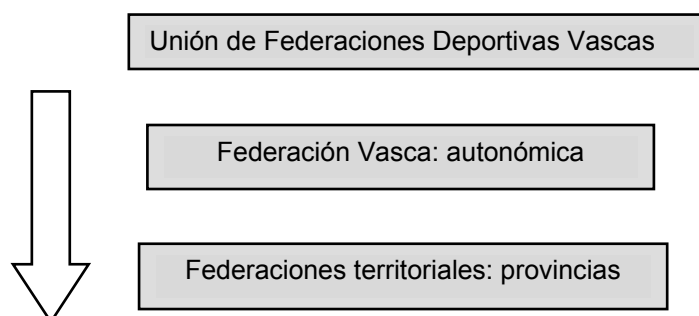 Unión de Federaciones Deportivas Vascas
Federación Vasca: autonómica
Federaciones territoriales: provincias